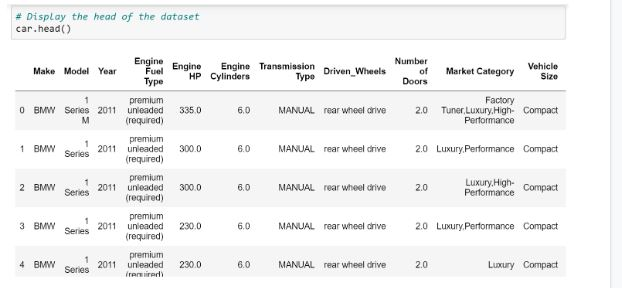 # Display the head of the dataset
car.head()
Make Model Year Engine Fuel Type Engine HP Engine Cylinders Transmission Type Driven_Wheels Number of Doors Market Category Vehicle Size
0 BMW 1 Series M 2011 premium unleaded (required) 335.0 6.0 MANUAL rear wheel drive 2.0 Factory Tuner,Luxury,High-Performance Compact
1 BMW 1 Series 2011 premium unleaded (required) 300.0 6.0 MANUAL rear wheel drive 2.0 Luxury,Performance Compact
2 BMW 1 Series 2011 premium unleaded (required) 300.0 6.0 MANUAL rear wheel drive 2.0 Luxury,High-Performance Compact
3 BMW 1 Series 2011 premium unleaded (required) 230.0 6.0 MANUAL rear wheel drive 2.0 Luxury,Performance Compact
4 BMW 1 Series 2011 premium unleaded (required) 230.0 6.0 MANUAL rear wheel drive 2.0 Luxury Compact